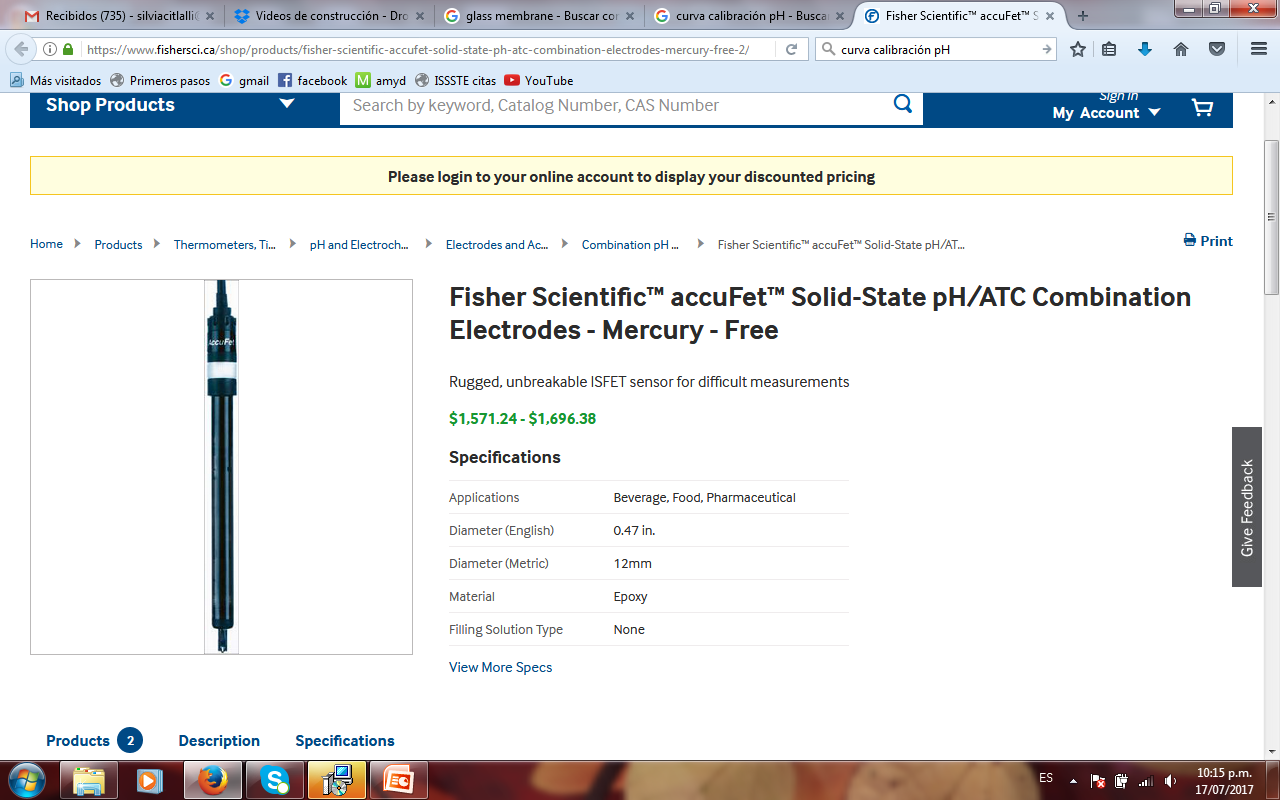 Recibidos (735) - silviacitlalli@
Videos de construcción - Dro
glass membrane - Buscar con
curva calibración pH - Busca
Fisher Scientific™ accuFet™ S
https://www.fishersci.ca/shop/products/fisher-scientific-accufet-solid-state-ph-atc-combination-electrodes-mercury-free-2/
curva calibración pH
Más visitados Primeros pasos gmail facebook amyd ISSSTE citas YouTube
Shop Products
Search by keyword, Catalog Number, CAS Number
Sign In
My Account
Please login to your online account to display your discounted pricing
Home Products Thermometers, Ti... pH and Electroch... Electrodes and Ac... Combination pH ... Fisher Scientific™ accuFet™ Solid-State pH/AT...
Print
AccuFet
Fisher Scientific™ accuFet™ Solid-State pH/ATC Combination
Electrodes - Mercury - Free
Rugged, unbreakable ISFET sensor for difficult measurements
$1,571.24 - $1,696.38
Specifications
Applications Beverage, Food, Pharmaceutical
Diameter (English) 0.47 in.
Diameter (Metric) 12mm
Material Epoxy
Filling Solution Type None
View More Specs
Give Feedback
Products 2 Description Specifications
ES
10:15 p.m.
17/07/2017